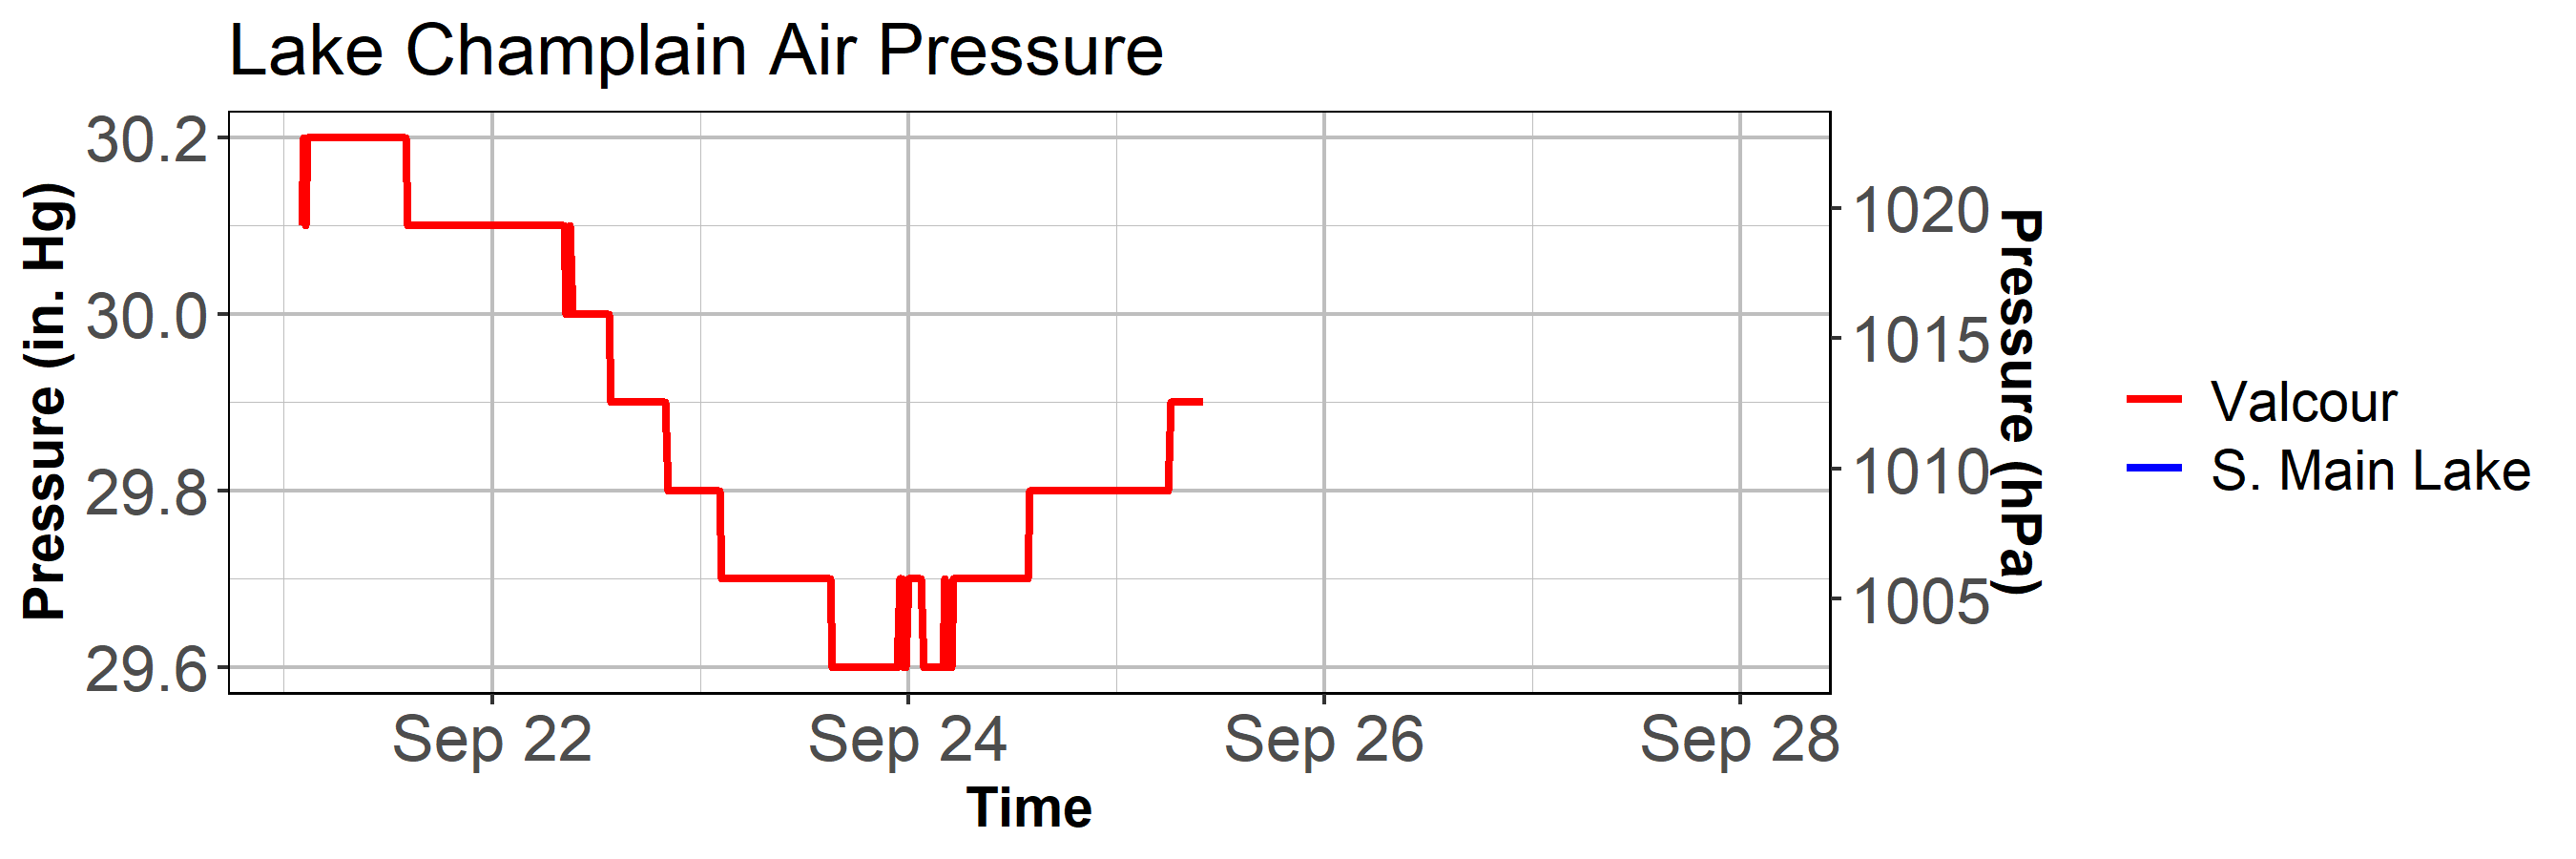 Lake Champlain Air Pressure
30.2
30.0
29.8
29.6
Pressure (in. Hg)
1020
1015
1010
1005
Pressure (hPa)
Valcour
S. Main Lake
Sep 22 Sep 24 Sep 26 Sep 28
Time